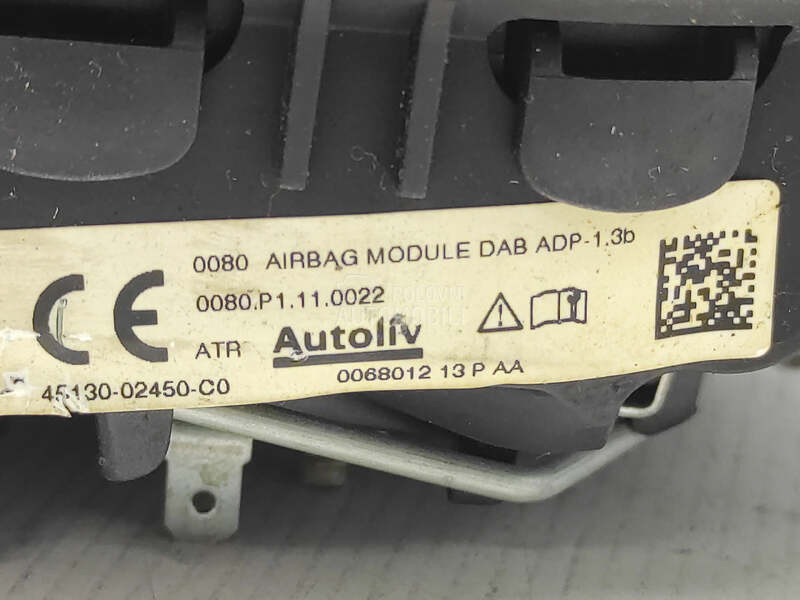 0080 AIRBAG MODULE DAB ADP-1.3b
0080.P1.11.0022
CE
ATR Autoliv
45130-02450-C0
0068012 13 P AA